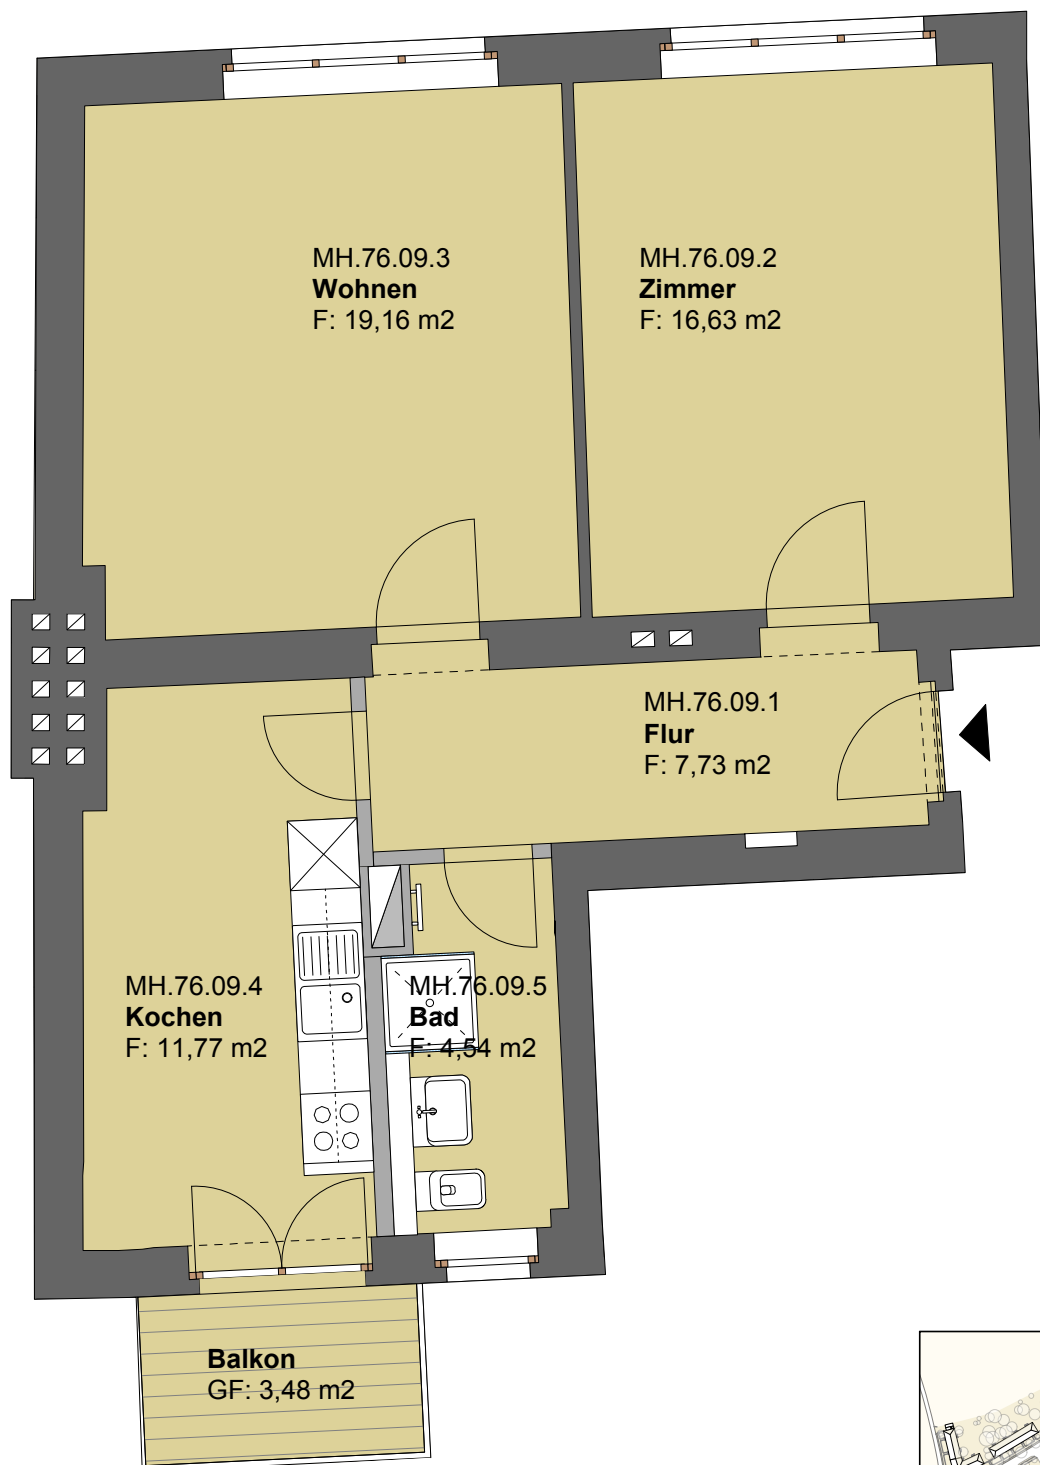 MH.76.09.3
Wohnen
F: 19,16 m2
MH.76.09.2
Zimmer
F: 16,63 m2
MH.76.09.1
Flur
F: 7,73 m2
MH.76.09.4
Kochen
F: 11,77 m2
MH.76.09.5
Bad
F: 4,54 m2
Balkon
GF: 3,48 m2